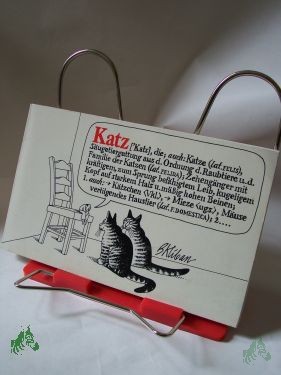 Katz ['Kats], die; auch: Katze (lat. FELIS),
Säugetiergattung aus d. Ordnung d. Raubtiere u. d.
Familie der Katzen (lat. FELIDA); Zehengänger mit
kräftigem, zum Sprung befähigtem Leib, kugeligem
Kopf auf starkem Hals u. mäßig hohen Beinen;
1. auch: → Kätzchen (Vkl.), → Mieze (ugs.), Mäuse
vertilgendes Haustier (lat. F. DOMESTICA); 2....
B. Kliban